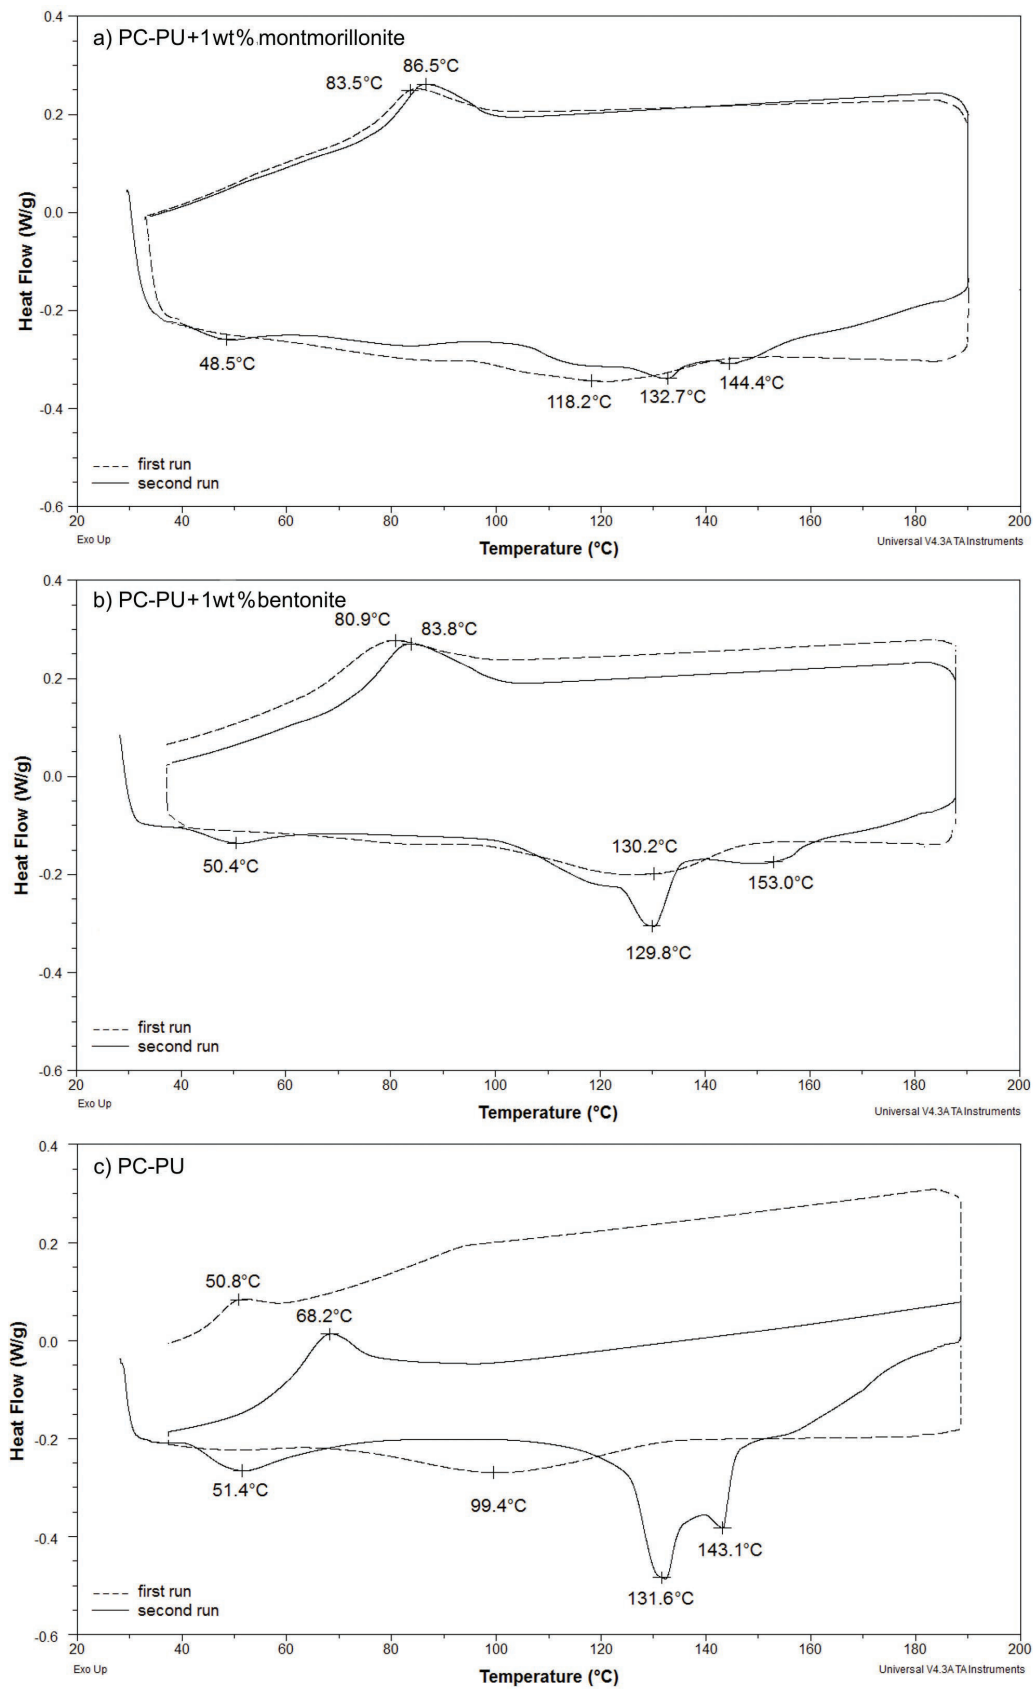 a) PC-PU+1wt% montmorillonite
0.4
0.2
0.0
-0.2
-0.4
-0.6
Heat Flow (W/g)
83.5°C
86.5°C
48.5°C
118.2°C
132.7°C
144.4°C
first run
second run
20 40 60 80 100 120 140 160 180 200
Exo Up
Temperature (°C)
Universal V4.3A TA Instruments
b) PC-PU+1wt% bentonite
0.4
0.2
0.0
-0.2
-0.4
-0.6
Heat Flow (W/g)
80.9°C
83.8°C
50.4°C
130.2°C
153.0°C
129.8°C
first run
second run
20 40 60 80 100 120 140 160 180 200
Exo Up
Temperature (°C)
Universal V4.3A TA Instruments
c) PC-PU
0.4
0.2
0.0
-0.2
-0.4
-0.6
Heat Flow (W/g)
50.8°C
68.2°C
51.4°C
99.4°C
143.1°C
131.6°C
first run
second run
20 40 60 80 100 120 140 160 180 200
Exo Up
Temperature (°C)
Universal V4.3A TA Instruments